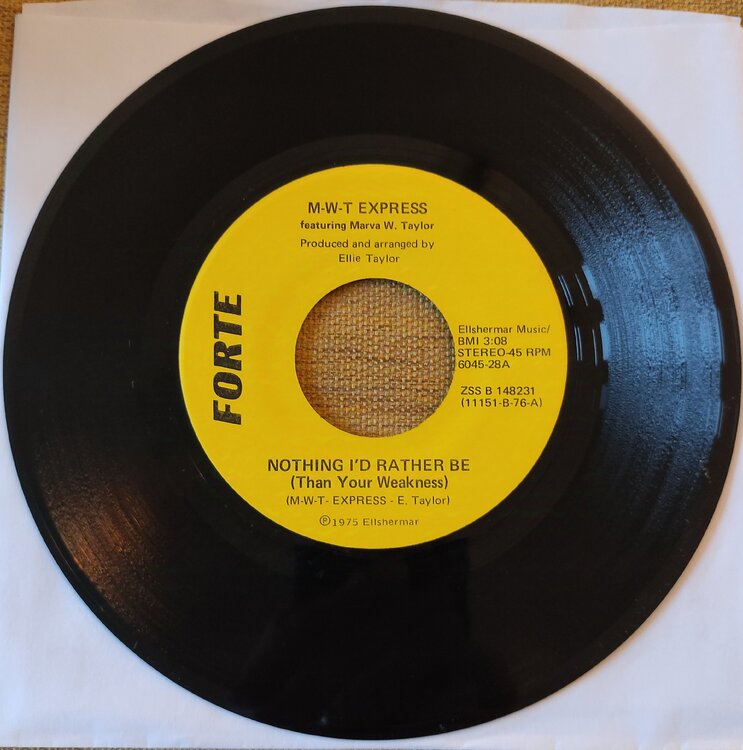 M-W-T EXPRESS
featuring Marva W. Taylor
Produced and arranged by
Ellie Taylor
FORTE
Ellshermar Music/
BMI 3:08
STEREO-45 RPM
6045-28A
ZSS B 148231
(11151-B-76-A)
NOTHING I'D RATHER BE
(Than Your Weakness)
(M-W-T- EXPRESS - E. Taylor)
Ⓟ1975 Ellshermar